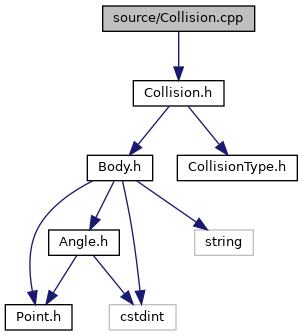 source/Collision.cpp
Collision.h
Body.h
CollisionType.h
Angle.h
string
Point.h
cstdint